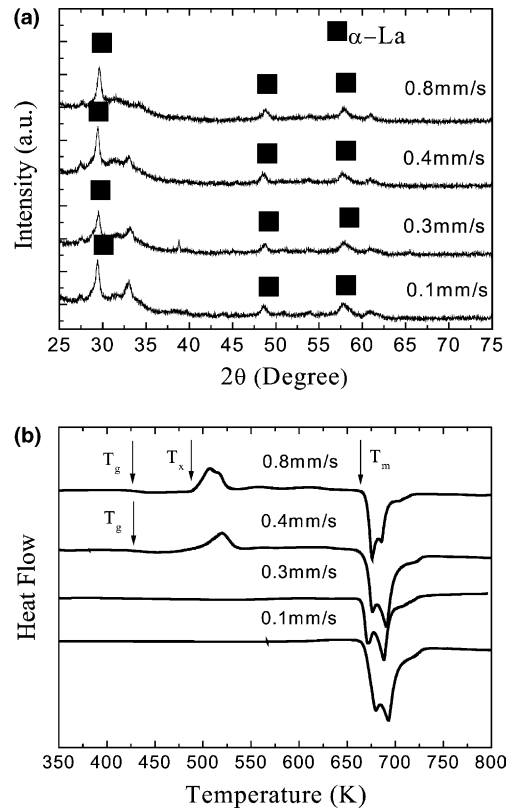 (a)
α−La
0.8mm/s
0.4mm/s
0.3mm/s
0.1mm/s
Intensity (a.u.)
25 30 35 40 45 50 55 60 65 70 75
2θ (Degree)
(b)
Tg Tx 0.8mm/s Tm
Tg 0.4mm/s
0.3mm/s
0.1mm/s
Heat Flow
350 400 450 500 550 600 650 700 750 800
Temperature (K)